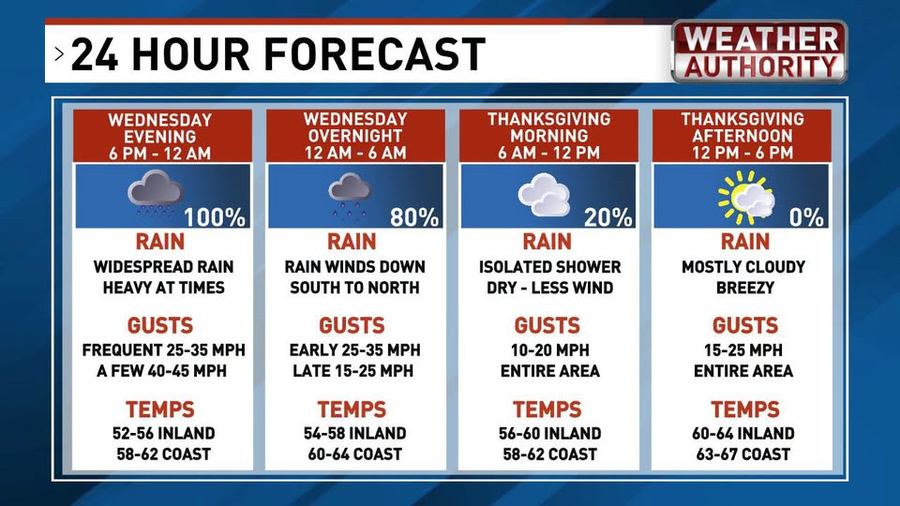 > 24 HOUR FORECAST
WEATHER
AUTHORITY
WEDNESDAY
EVENING
6 PM - 12 AM
100%
RAIN
WIDESPREAD RAIN
HEAVY AT TIMES
GUSTS
FREQUENT 25-35 MPH
A FEW 40-45 MPH
TEMPS
52-56 INLAND
58-62 COAST
WEDNESDAY
OVERNIGHT
12 AM - 6 AM
80%
RAIN
RAIN WINDS DOWN
SOUTH TO NORTH
GUSTS
EARLY 25-35 MPH
LATE 15-25 MPH
TEMPS
54-58 INLAND
60-64 COAST
THANKSGIVING
MORNING
6 AM - 12 PM
20%
RAIN
ISOLATED SHOWER
DRY - LESS WIND
GUSTS
10-20 MPH
ENTIRE AREA
TEMPS
56-60 INLAND
58-62 COAST
THANKSGIVING
AFTERNOON
12 PM - 6 PM
0%
RAIN
MOSTLY CLOUDY
BREEZY
GUSTS
15-25 MPH
ENTIRE AREA
TEMPS
60-64 INLAND
63-67 COAST